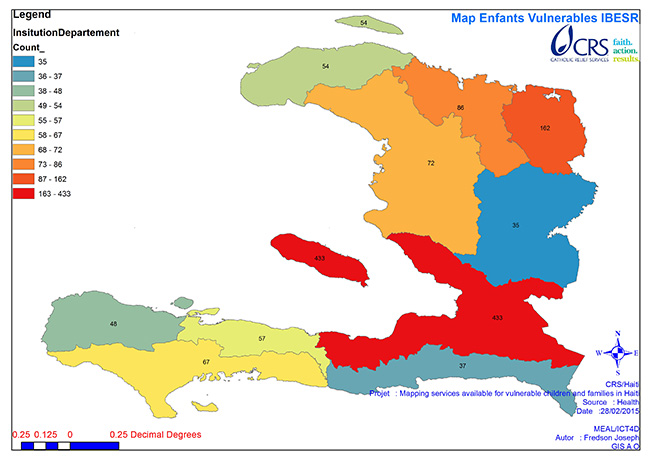 Legend
InsitutionDepartement
Count_
35
36 - 37
38 - 48
49 - 54
55 - 57
58 - 67
68 - 72
73 - 86
87 - 162
163 - 433
Map Enfants Vulnerables IBESR
CRS
CATHOLIC RELIEF SERVICES
faith.
action.
results.
54
54
86
162
72
35
433
433
48
57
67
37
N
W E
S
CRS/Haiti
Projet : Mapping services available for vulnerable children and families in Haiti
Source : Health
Date :28/02/2015
MEAL/ICT4D
Autor : Fredson Joseph
GIS A.O
0.25 0.125 0 0.25 Decimal Degrees